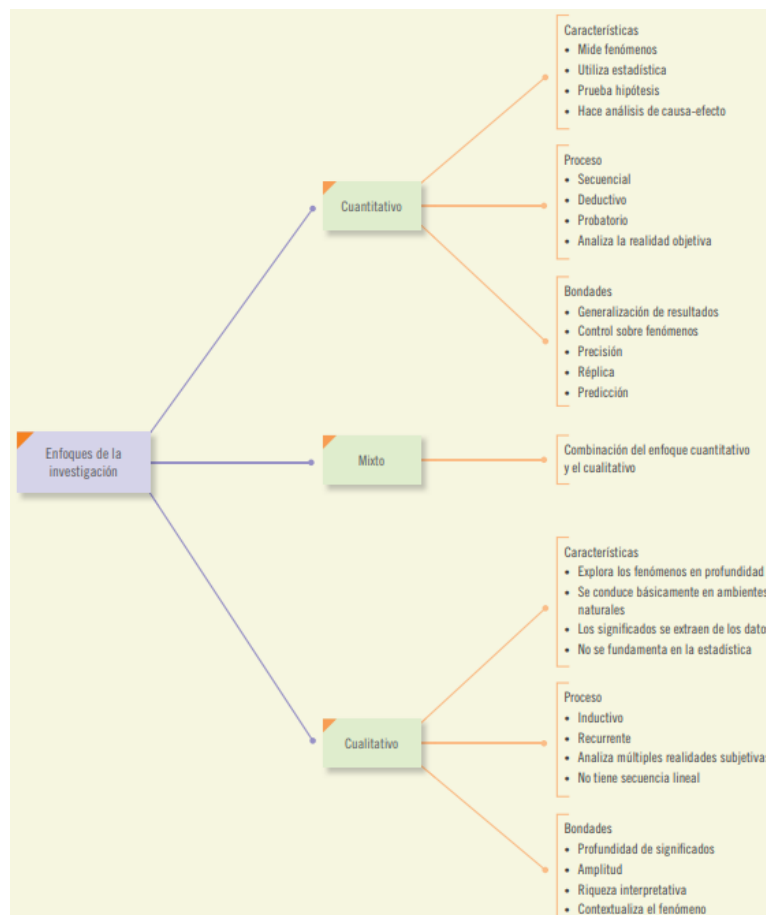 Enfoques de la
investigación
Cuantitativo
Características
• Mide fenómenos
• Utiliza estadística
• Prueba hipótesis
• Hace análisis de causa-efecto
Proceso
• Secuencial
• Deductivo
• Probatorio
• Analiza la realidad objetiva
Bondades
• Generalización de resultados
• Control sobre fenómenos
• Precisión
• Réplica
• Predicción
Mixto
Combinación del enfoque cuantitativo
y el cualitativo
Cualitativo
Características
• Explora los fenómenos en profundidad
• Se conduce básicamente en ambientes
naturales
• Los significados se extraen de los dato
• No se fundamenta en la estadística
Proceso
• Inductivo
• Recurrente
• Analiza múltiples realidades subjetiva
• No tiene secuencia lineal
Bondades
• Profundidad de significados
• Amplitud
• Riqueza interpretativa
• Contextualiza el fenómeno